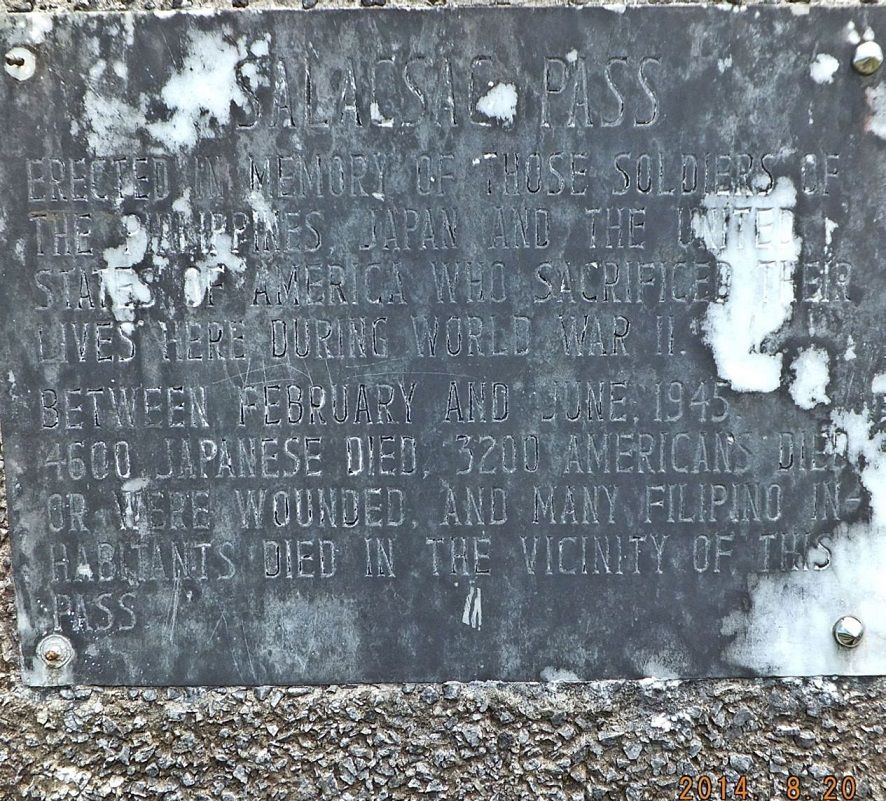 SALACSAC PASS
ERECTED IN MEMORY OF THOSE SOLDIERS OF
THE PHILIPPINES, JAPAN AND THE UNITED
STATES OF AMERICA WHO SACRIFICED THEIR
LIVES HERE DURING WORLD WAR II.
BETWEEN FEBRUARY AND JUNE, 1945
4600 JAPANESE DIED, 3200 AMERICANS DIED
OR WERE WOUNDED, AND MANY FILIPINO IN-
HABITANTS DIED IN THE VICINITY OF THIS
PASS
2014 8 20